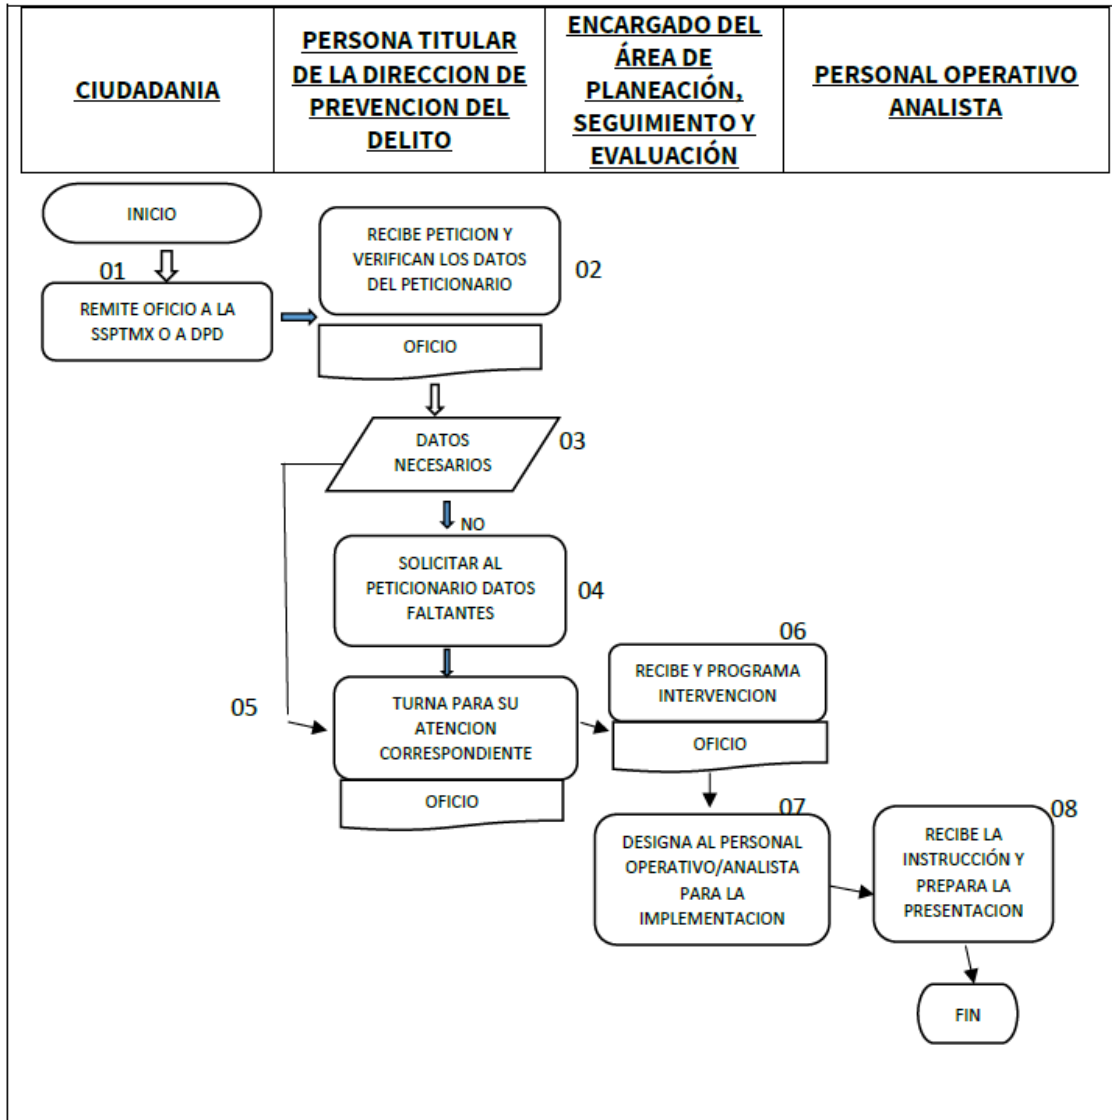 CIUDADANIA
PERSONA TITULAR
DE LA DIRECCION DE
PREVENCION DEL
DELITO
ENCARGADO DEL
ÁREA DE
PLANEACIÓN,
SEGUIMIENTO Y
EVALUACIÓN
PERSONAL OPERATIVO
ANALISTA
INICIO
01
REMITE OFICIO A LA
SSPTMX O A DPD
RECIBE PETICION Y
VERIFICAN LOS DATOS
DEL PETICIONARIO
02
OFICIO
DATOS
NECESARIOS
03
NO
SOLICITAR AL
PETICIONARIO DATOS
FALTANTES
04
05
TURNA PARA SU
ATENCION
CORRESPONDIENTE
OFICIO
06
RECIBE Y PROGRAMA
INTERVENCION
OFICIO
07
DESIGNA AL PERSONAL
OPERATIVO/ANALISTA
PARA LA
IMPLEMENTACION
08
RECIBE LA
INSTRUCCIÓN Y
PREPARA LA
PRESENTACION
FIN